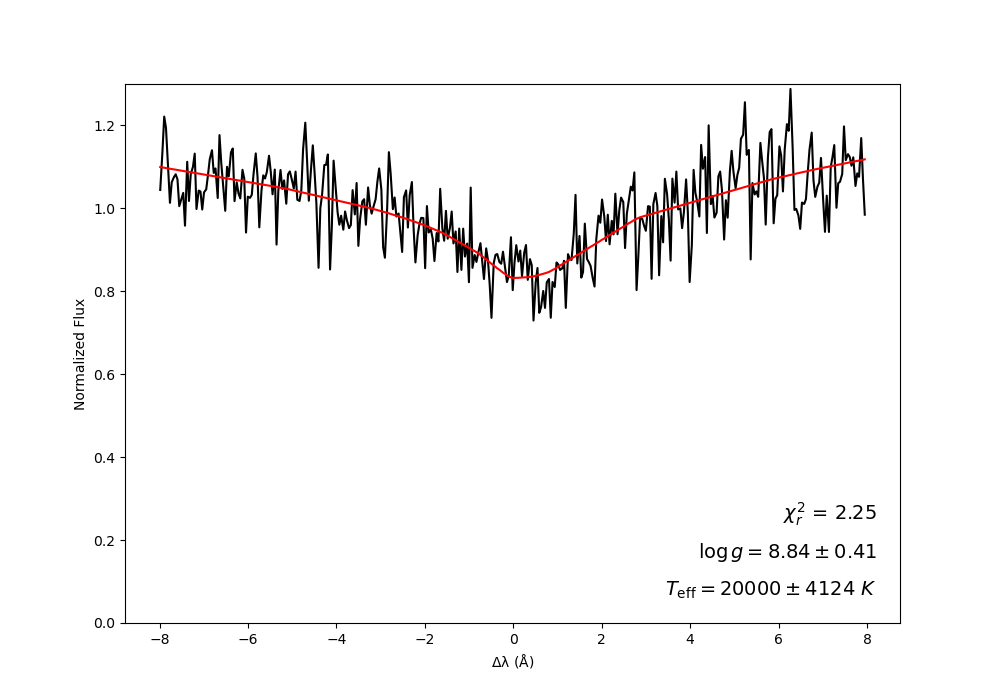 1.2
1.0
0.8
0.6
0.4
0.2
0.0
Normalized Flux
χ²ᵣ = 2.25
log g = 8.84 ± 0.41
T_eff = 20000 ± 4124 K
−8 −6 −4 −2 0 2 4 6 8
Δλ (Å)